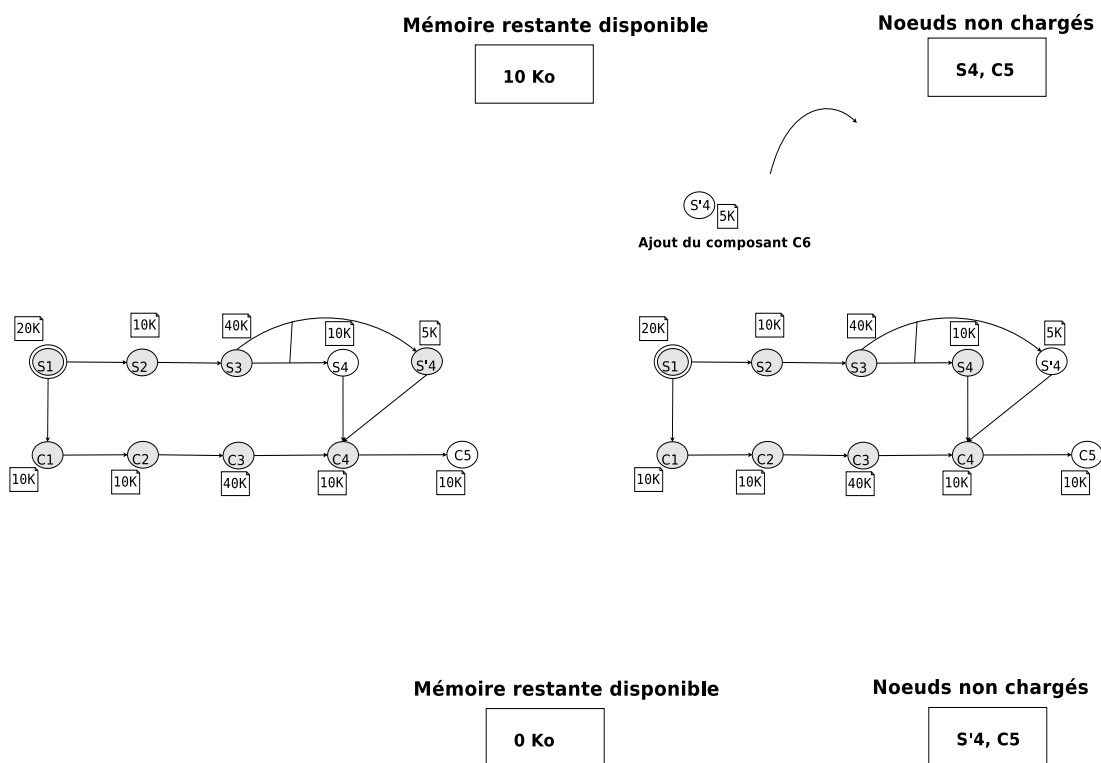 Mémoire restante disponible
Noeuds non chargés
10 Ko
S4, C5
S'4
5K
Ajout du composant C6
20K
10K
40K
10K
5K
S1
S2
S3
S4
S'4
C1
C2
C3
C4
C5
10K
10K
40K
10K
10K
20K
10K
40K
10K
5K
S1
S2
S3
S4
S'4
C1
C2
C3
C4
C5
10K
10K
40K
10K
10K
Mémoire restante disponible
Noeuds non chargés
0 Ko
S'4, C5